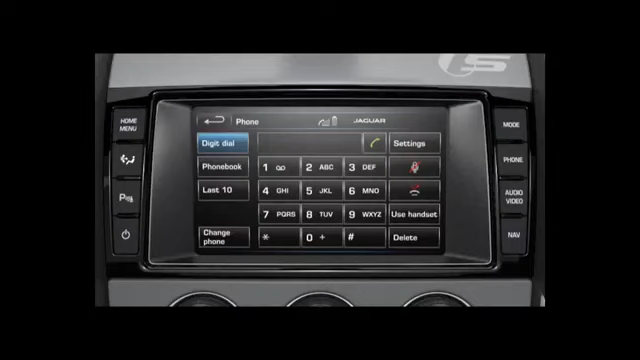 S
HOME
MENU
Phone
JAGUAR
MODE
Digit dial
Settings
PHONE
Phonebook
1
2 ABC
3 DEF
Last 10
4 GHI
5 JKL
6 MNO
AUDIO
VIDEO
P
7 PQRS
8 TUV
9 WXYZ
Use handset
Change
phone
*
0 +
#
Delete
NAV